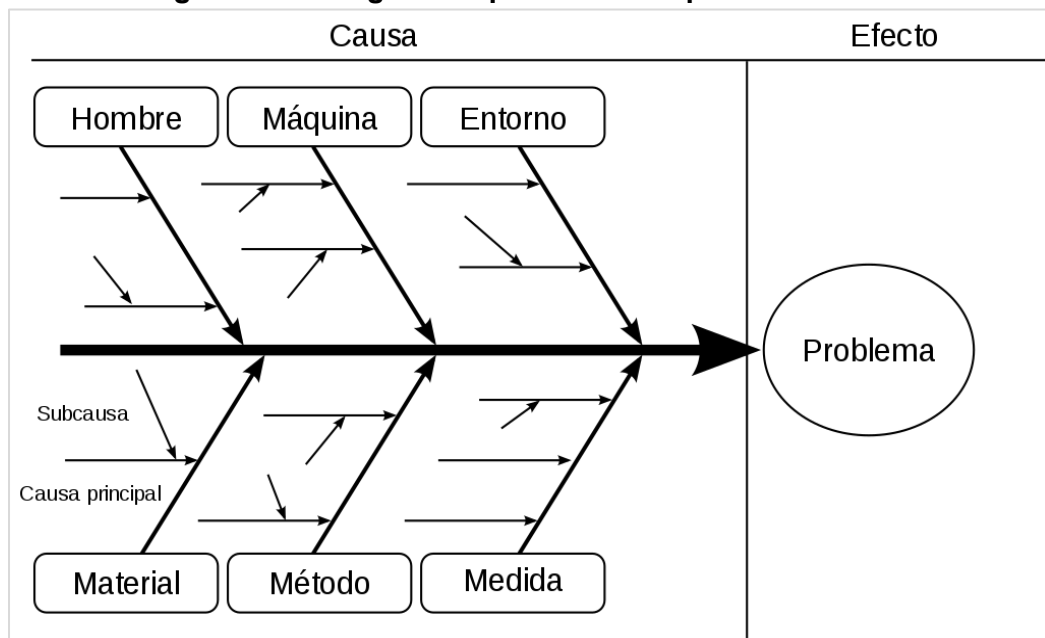 Causa
Efecto
Hombre
Máquina
Entorno
Problema
Subcausa
Causa principal
Material
Método
Medida